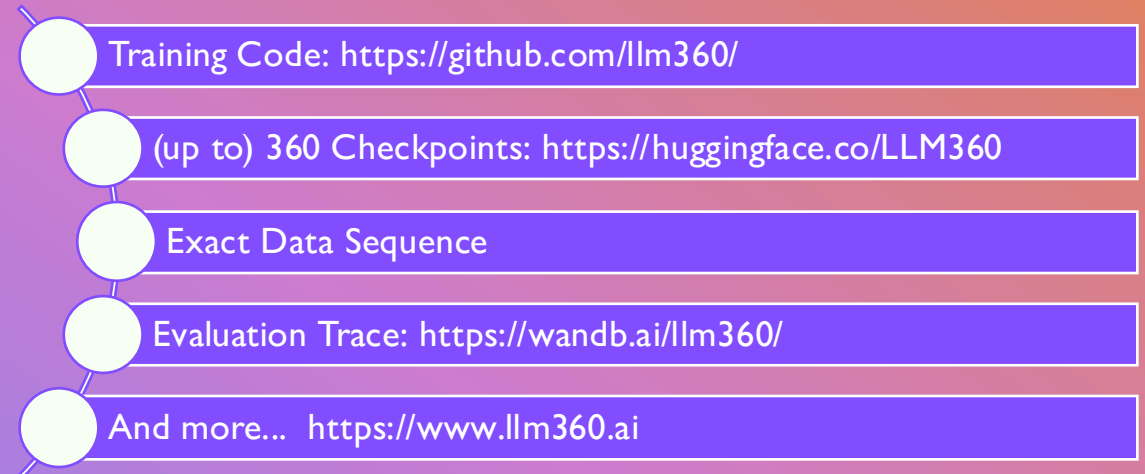 Training Code: https://github.com/llm360/
(up to) 360 Checkpoints: https://huggingface.co/LLM360
Exact Data Sequence
Evaluation Trace: https://wandb.ai/llm360/
And more... https://www.llm360.ai